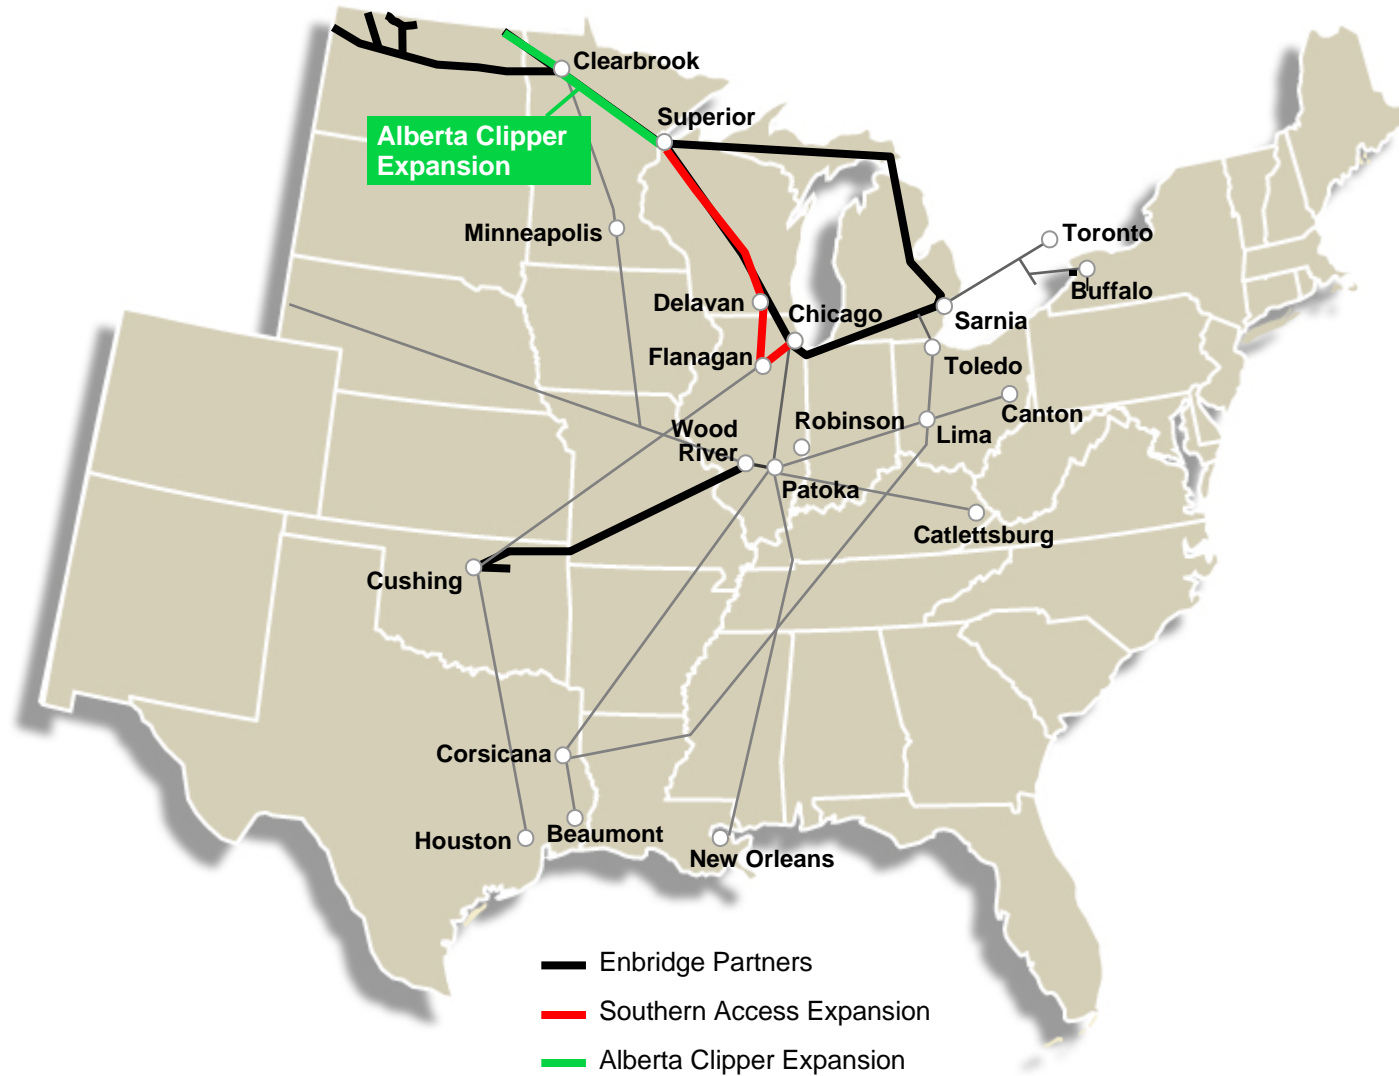 Clearbrook
Superior
Alberta Clipper
Expansion
Minneapolis
Toronto
Buffalo
Delavan
Chicago
Sarnia
Flanagan
Toledo
Canton
Robinson
Wood
River
Lima
Patoka
Catlettsburg
Cushing
Corsicana
Houston
Beaumont
New Orleans
Enbridge Partners
Southern Access Expansion
Alberta Clipper Expansion